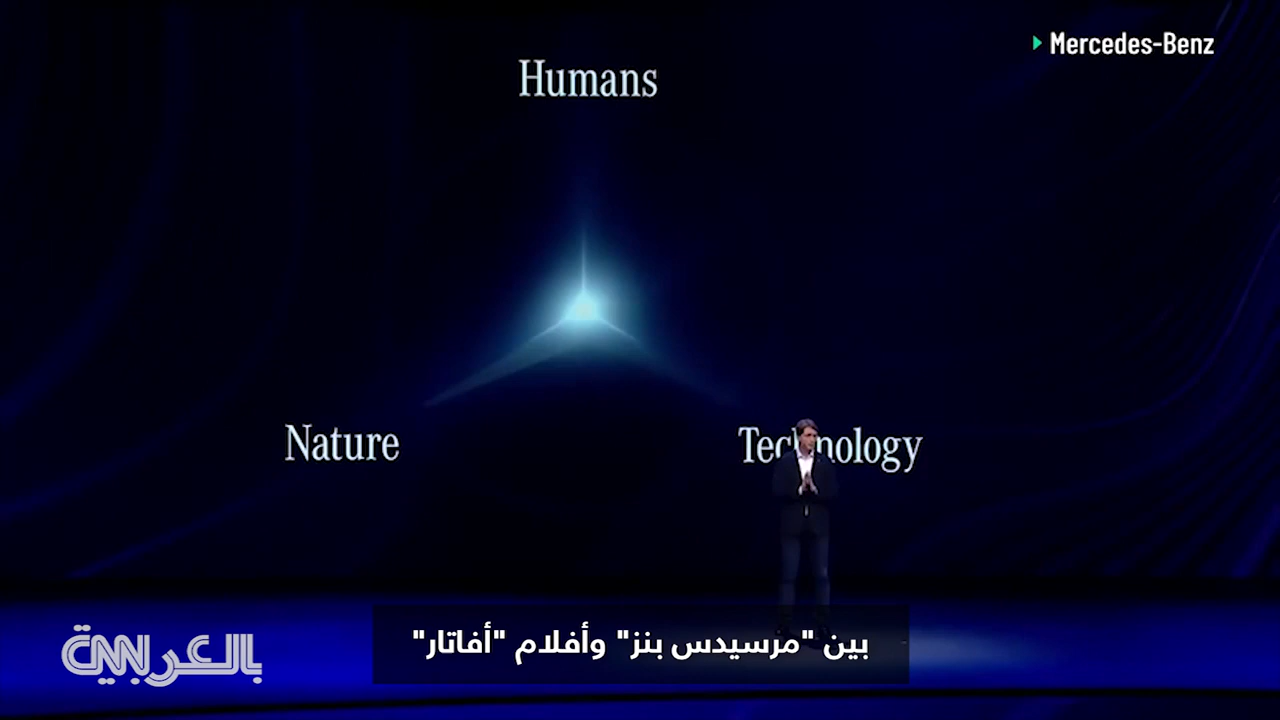 Mercedes-Benz
Humans
Nature
Technology
بين "مرسيدس بنز" وأفلام "أفاتار"
CNN بالعربية